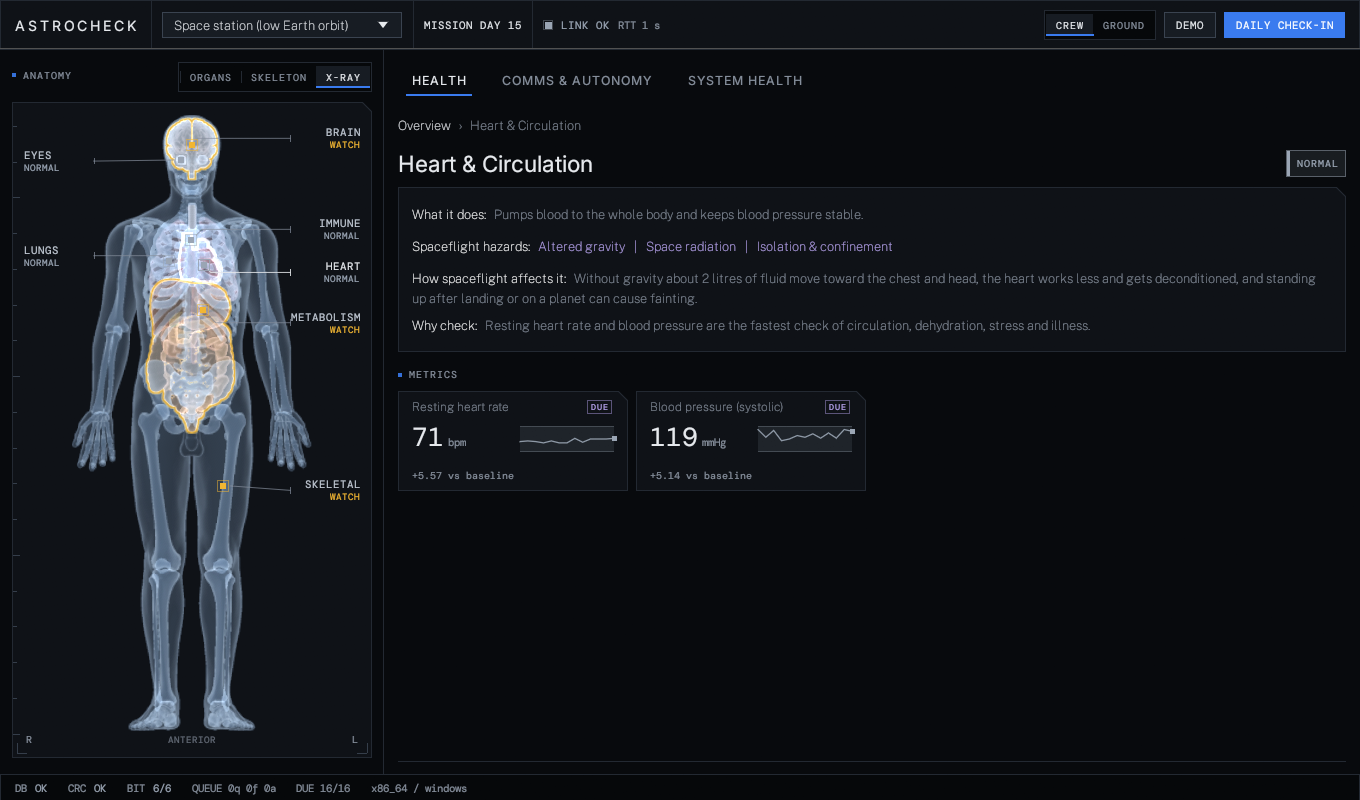 ASTROCHECK
Space station (low Earth orbit)
MISSION DAY 15
LINK OK RTT 1 s
CREW
GROUND
DEMO
DAILY CHECK-IN
ANATOMY
ORGANS
SKELETON
X-RAY
BRAIN
WATCH
EYES
NORMAL
IMMUNE
NORMAL
LUNGS
NORMAL
HEART
NORMAL
METABOLISM
WATCH
SKELETAL
WATCH
R
ANTERIOR
L
HEALTH
COMMS & AUTONOMY
SYSTEM HEALTH
Overview › Heart & Circulation
Heart & Circulation
NORMAL
What it does: Pumps blood to the whole body and keeps blood pressure stable.
Spaceflight hazards: Altered gravity | Space radiation | Isolation & confinement
How spaceflight affects it: Without gravity about 2 litres of fluid move toward the chest and head, the heart works less and gets deconditioned, and standing
up after landing or on a planet can cause fainting.
Why check: Resting heart rate and blood pressure are the fastest check of circulation, dehydration, stress and illness.
METRICS
Resting heart rate
DUE
71 bpm
+5.57 vs baseline
Blood pressure (systolic)
DUE
119 mmHg
+5.14 vs baseline
DB OK
CRC OK
BIT 6/6
QUEUE 0q 0f 0a
DUE 16/16
x86_64 / windows